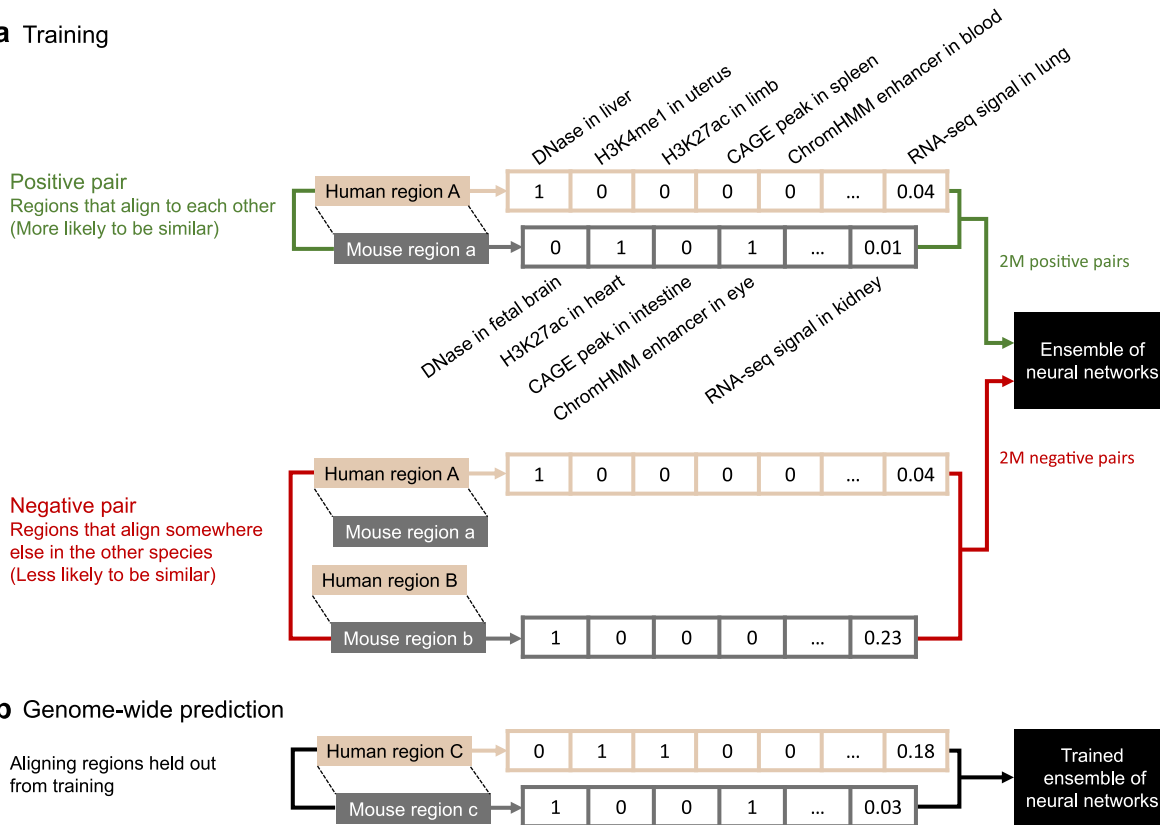 a Training
DNase in liver
H3K4me1 in uterus
H3K27ac in limb
CAGE peak in spleen
ChromHMM enhancer in blood
RNA-seq signal in lung
Positive pair
Regions that align to each other
(More likely to be similar)
Human region A
1 0 0 0 0 ... 0.04
Mouse region a
0 1 0 1 ... 0.01
DNase in fetal brain
H3K27ac in heart
CAGE peak in intestine
ChromHMM enhancer in eye
RNA-seq signal in kidney
2M positive pairs
Ensemble of
neural networks
2M negative pairs
Negative pair
Regions that align somewhere
else in the other species
(Less likely to be similar)
Human region A
1 0 0 0 0 ... 0.04
Mouse region a
Human region B
Mouse region b
1 0 0 0 ... 0.23
b Genome-wide prediction
Aligning regions held out
from training
Human region C
0 1 1 0 0 ... 0.18
Mouse region c
1 0 0 1 ... 0.03
Trained
ensemble of
neural networks